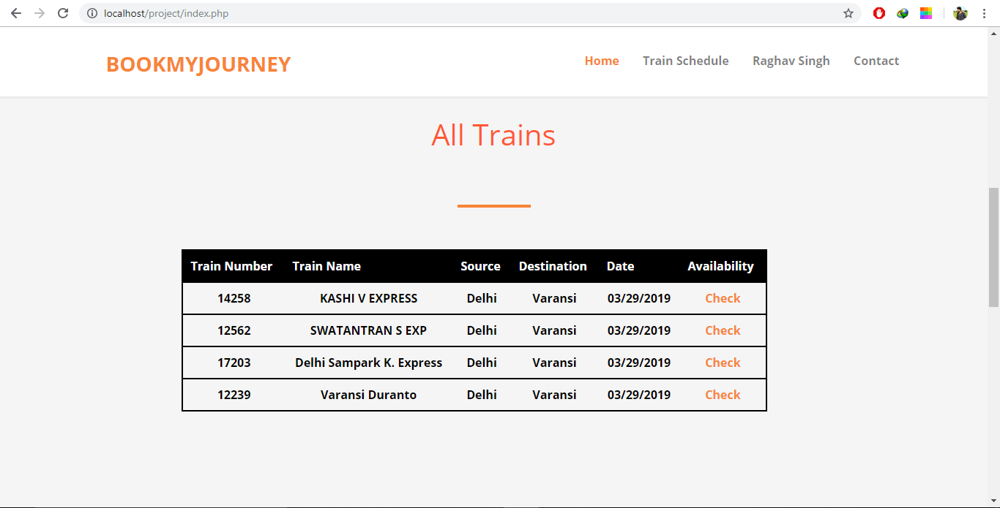 localhost/project/index.php
BOOKMYJOURNEY
Home Train Schedule Raghav Singh Contact
All Trains
Train Number Train Name Source Destination Date Availability
14258 KASHI V EXPRESS Delhi Varansi 03/29/2019 Check
12562 SWATANTRAN S EXP Delhi Varansi 03/29/2019 Check
17203 Delhi Sampark K. Express Delhi Varansi 03/29/2019 Check
12239 Varansi Duranto Delhi Varansi 03/29/2019 Check